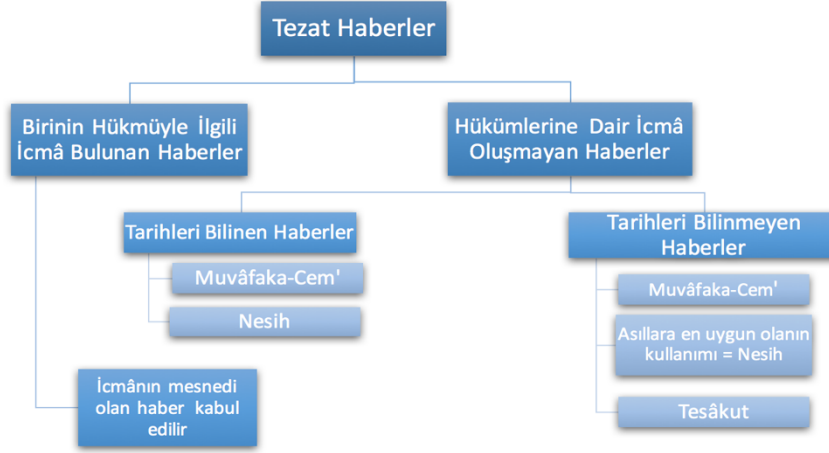 Tezat Haberler
Birinin Hükmüyle İlgili
İcmâ Bulunan Haberler
Hükümlerine Dair İcmâ
Oluşmayan Haberler
Tarihleri Bilinen Haberler
Muvâfaka-Cem'
Nesih
Tarihleri Bilinmeyen
Haberler
Muvâfaka-Cem'
Asıllara en uygun olanın
kullanımı = Nesih
Tesâkut
İcmânın mesnedi
olan haber kabul
edilir